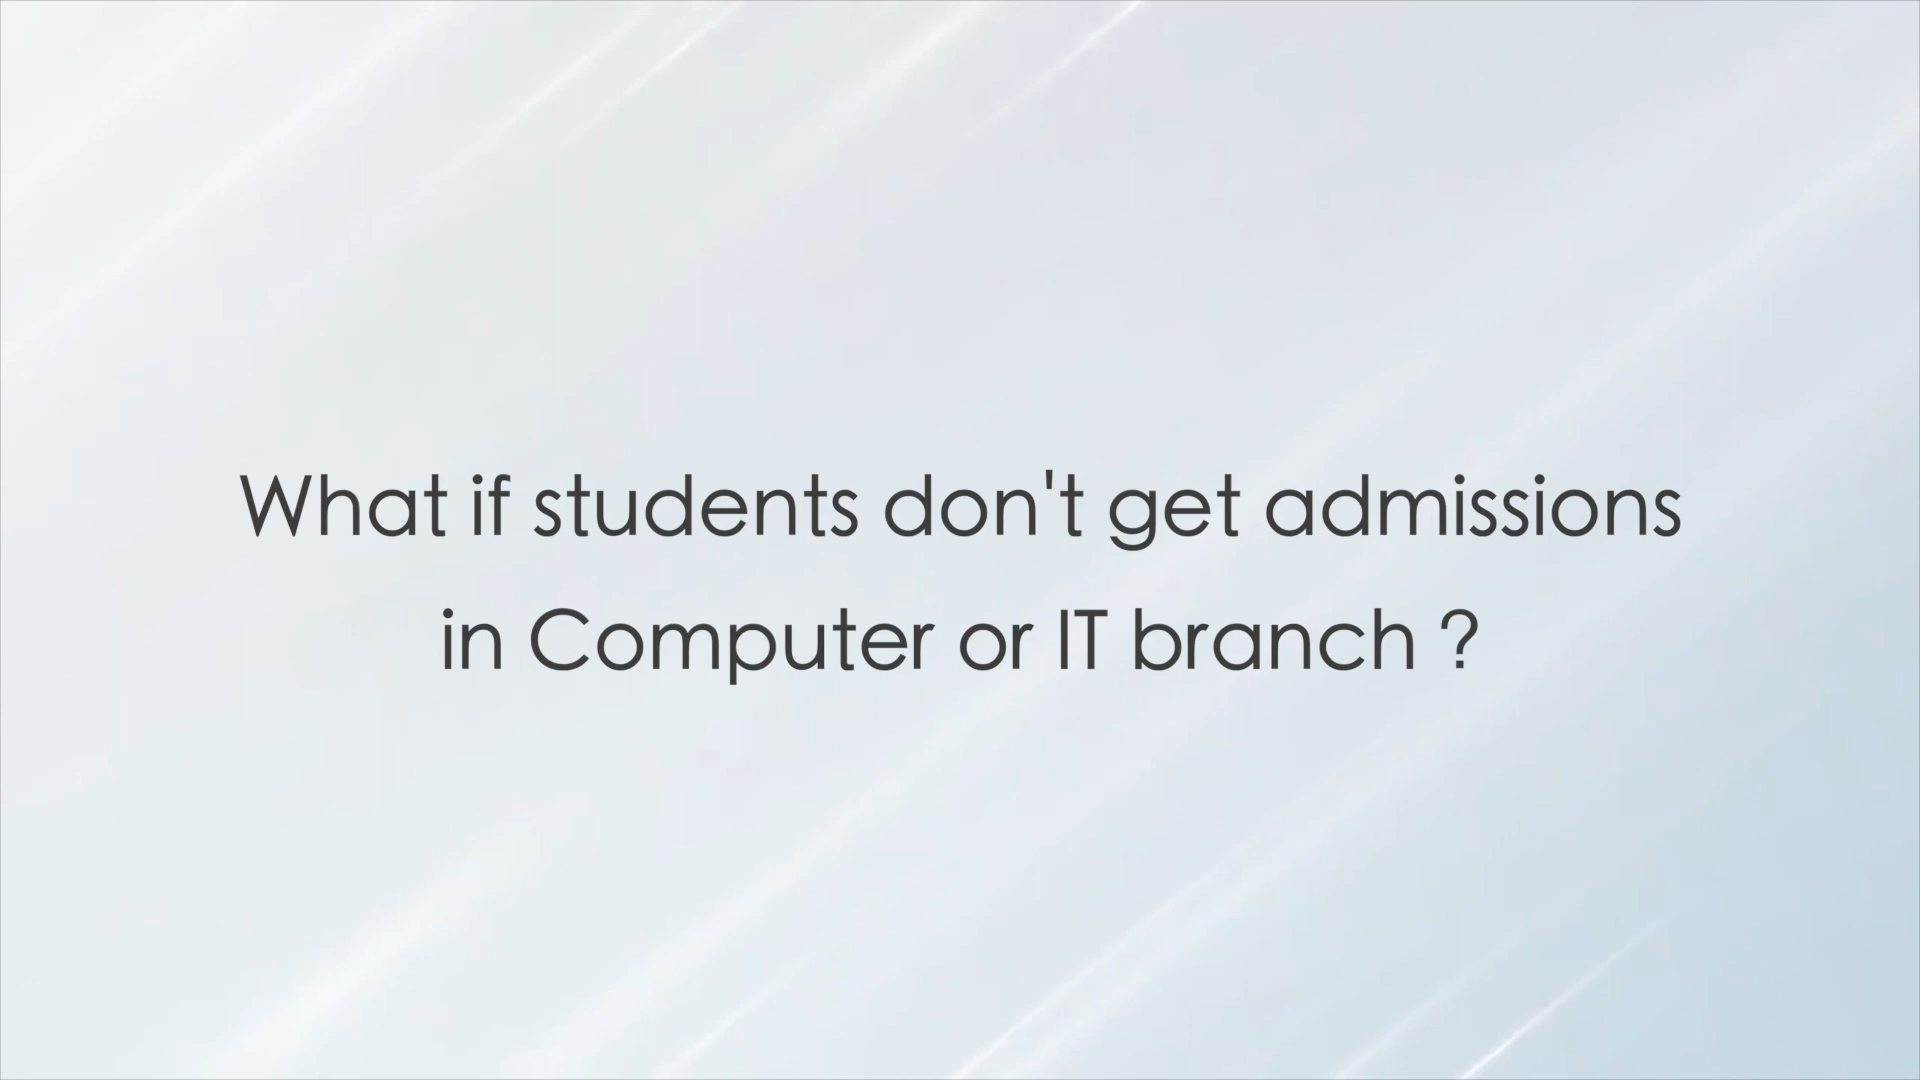 What if students don't get admissions
in Computer or IT branch ?